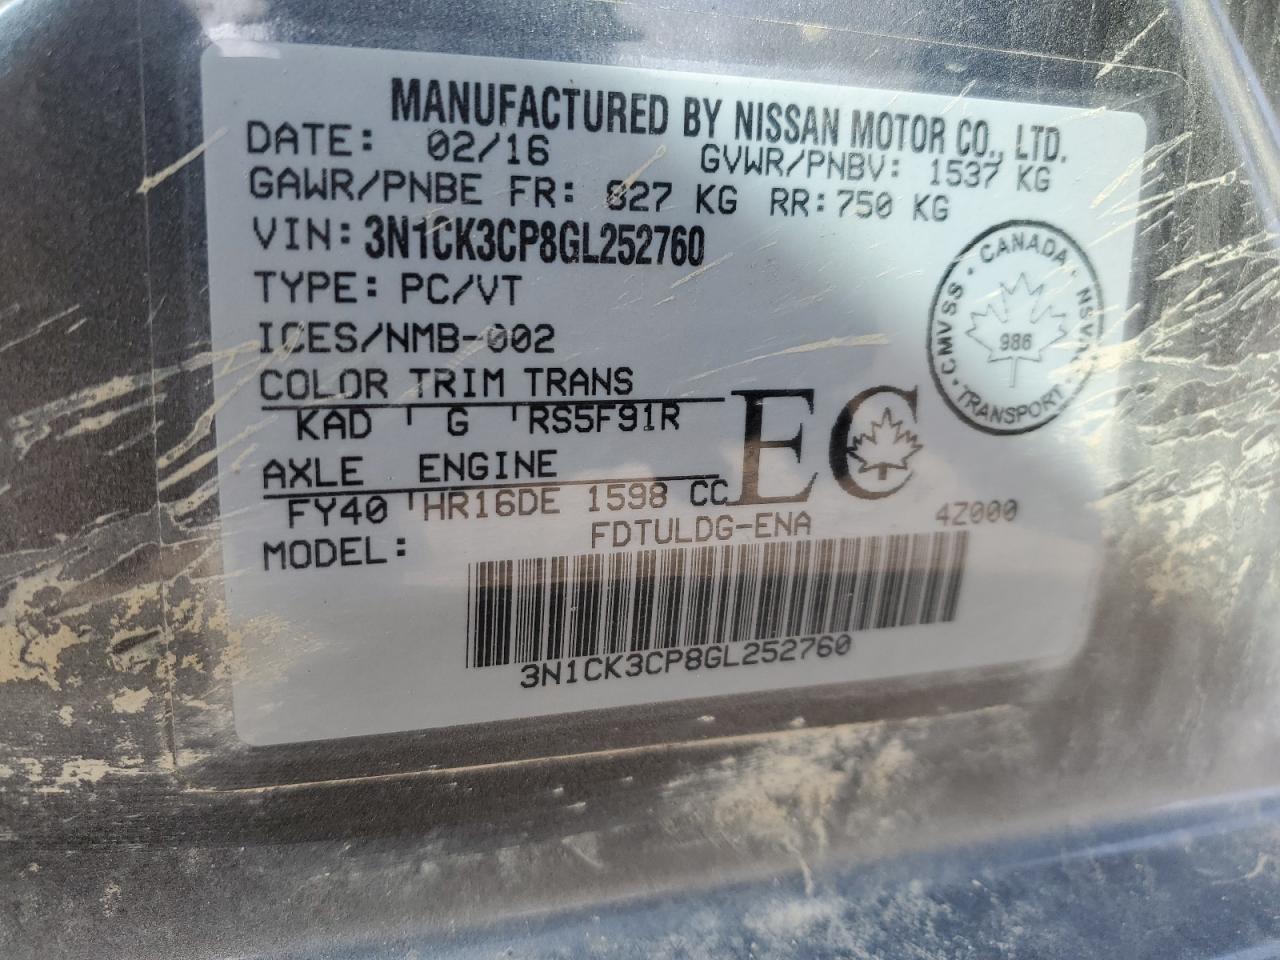 MANUFACTURED BY NISSAN MOTOR CO., LTD.
DATE: 02/16 GVWR/PNBV: 1537 KG
GAWR/PNBE FR: 827 KG RR: 750 KG
VIN: 3N1CK3CP8GL252760
TYPE: PC/VT
ICES/NMB-002
COLOR TRIM TRANS
KAD G RS5F91R
AXLE ENGINE
FY40 HR16DE 1598 CC
EC
MODEL: FDTULDG-ENA 4Z000
3N1CK3CP8GL252760
CANADA · NSVAC · TRANSPORT · CMVSS ·
986